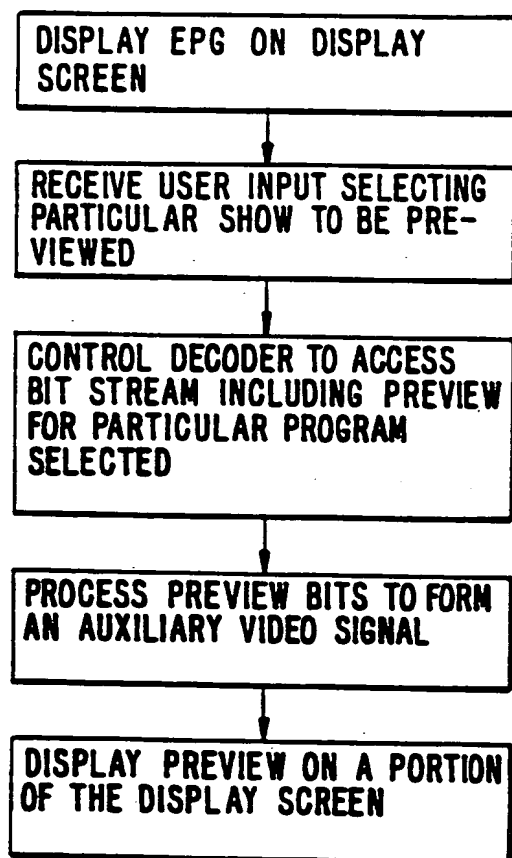 DISPLAY EPG ON DISPLAY
SCREEN
RECEIVE USER INPUT SELECTING
PARTICULAR SHOW TO BE PRE-
VIEWED
CONTROL DECODER TO ACCESS
BIT STREAM INCLUDING PREVIEW
FOR PARTICULAR PROGRAM
SELECTED
PROCESS PREVIEW BITS TO FORM
AN AUXILIARY VIDEO SIGNAL
DISPLAY PREVIEW ON A PORTION
OF THE DISPLAY SCREEN